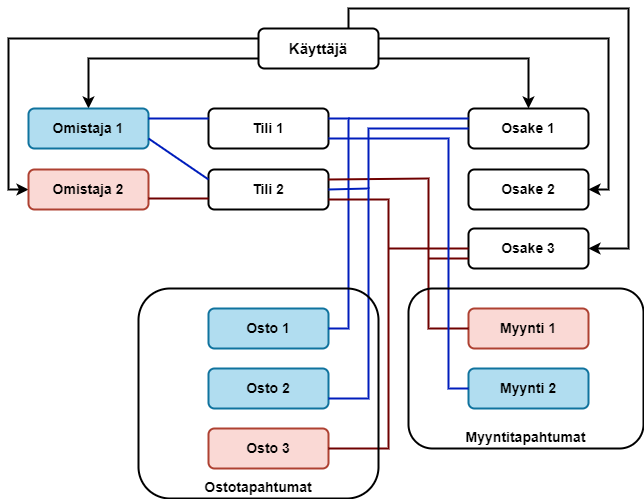 Käyttäjä
Omistaja 1
Tili 1
Osake 1
Omistaja 2
Tili 2
Osake 2
Osake 3
Osto 1
Myynti 1
Osto 2
Myynti 2
Osto 3
Myyntitapahtumat
Ostotapahtumat